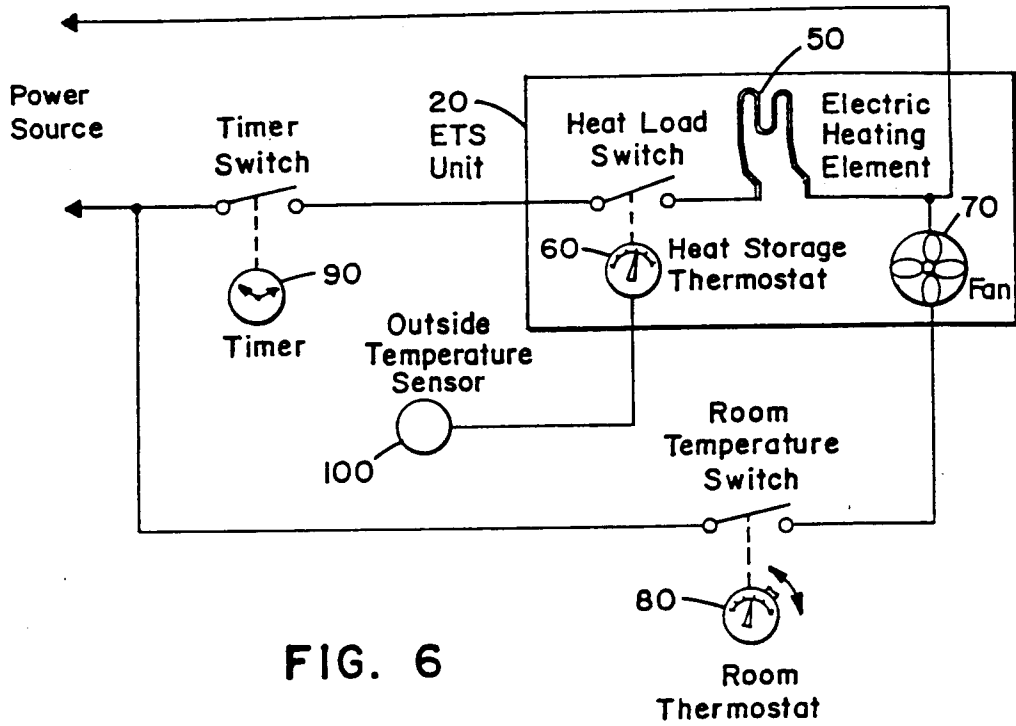 Power
Source
Timer
Switch
20
ETS
Unit
Heat Load
Switch
50
Electric
Heating
Element
60
Heat Storage
Thermostat
70
Fan
90
Timer
Outside
Temperature
Sensor
100
Room
Temperature
Switch
80
Room
Thermostat
FIG. 6